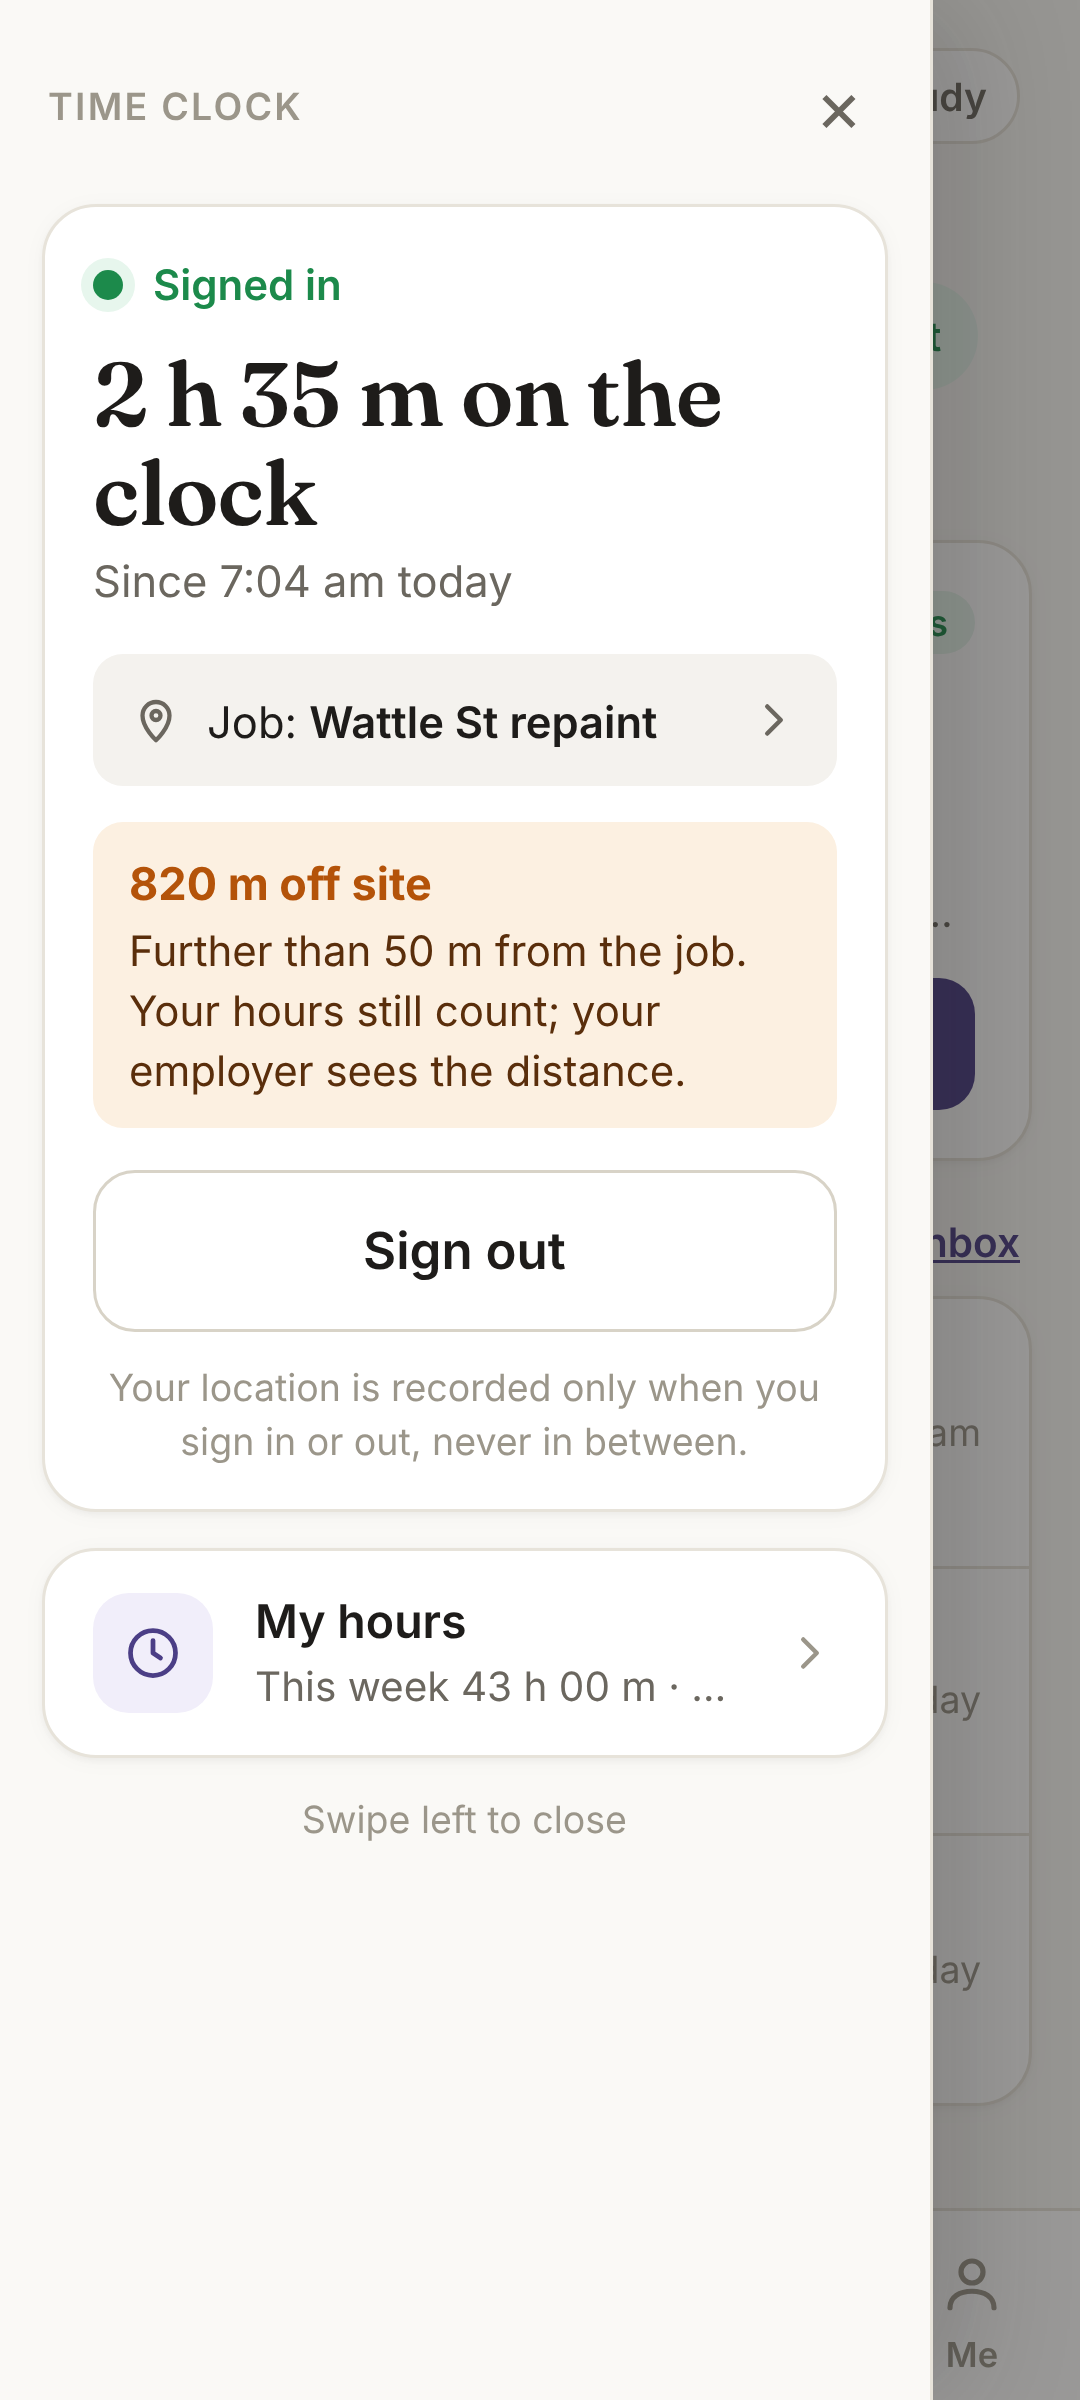 TIME CLOCK
Signed in
2 h 35 m on the
clock
Since 7:04 am today
Job: Wattle St repaint
820 m off site
Further than 50 m from the job.
Your hours still count; your
employer sees the distance.
Sign out
Your location is recorded only when you
sign in or out, never in between.
My hours
This week 43 h 00 m · ...
Swipe left to close
Me